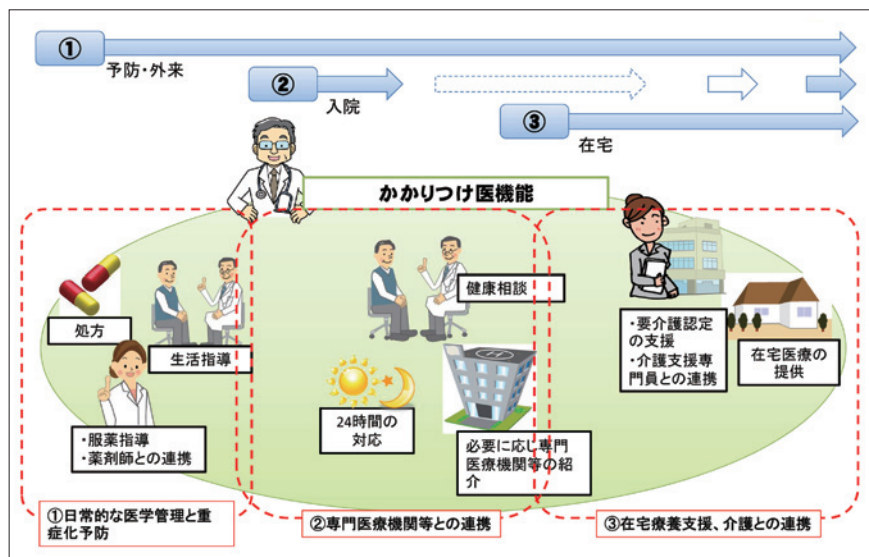 ①
予防・外来
②
入院
③
在宅
かかりつけ医機能
処方
生活指導
・服薬指導
・薬剤師との連携
健康相談
24時間の
対応
H
必要に応じ専門
医療機関等の紹
介
・要介護認定
の支援
・介護支援専
門員との連携
在宅医療の
提供
①日常的な医学管理と重
症化予防
②専門医療機関等との連携
③在宅療養支援、介護との連携